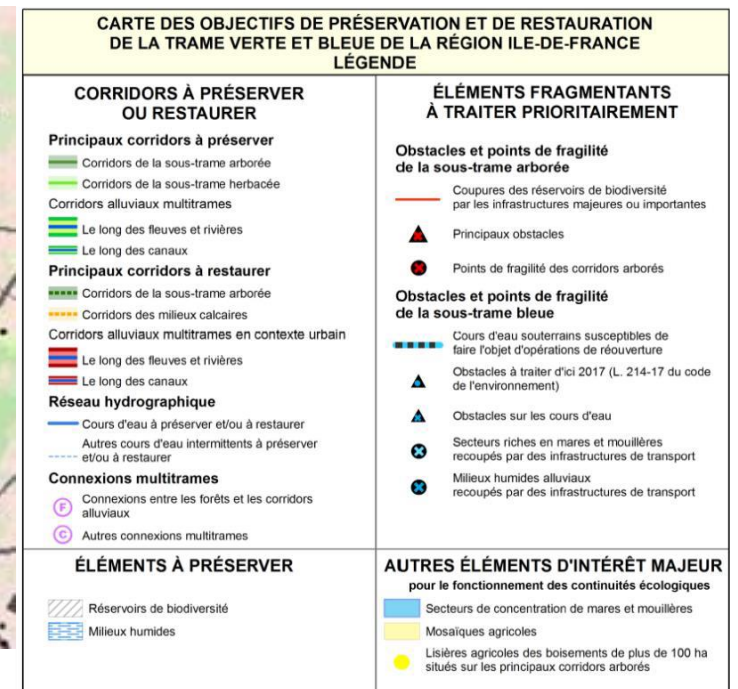 CARTE DES OBJECTIFS DE PRÉSERVATION ET DE RESTAURATION
DE LA TRAME VERTE ET BLEUE DE LA RÉGION ILE-DE-FRANCE
LÉGENDE
CORRIDORS À PRÉSERVER
OU RESTAURER
Principaux corridors à préserver
Corridors de la sous-trame arborée
Corridors de la sous-trame herbacée
Corridors alluviaux multitrames
Le long des fleuves et rivières
Le long des canaux
Principaux corridors à restaurer
Corridors de la sous-trame arborée
Corridors des milieux calcaires
Corridors alluviaux multitrames en contexte urbain
Le long des fleuves et rivières
Le long des canaux
Réseau hydrographique
Cours d'eau à préserver et/ou à restaurer
Autres cours d'eau intermittents à préserver
et/ou à restaurer
Connexions multitrames
F
Connexions entre les forêts et les corridors
alluviaux
C Autres connexions multitrames
ÉLÉMENTS FRAGMENTANTS
À TRAITER PRIORITAIREMENT
Obstacles et points de fragilité
de la sous-trame arborée
Coupures des réservoirs de biodiversité
par les infrastructures majeures ou importantes
Principaux obstacles
Points de fragilité des corridors arborés
Obstacles et points de fragilité
de la sous-trame bleue
Cours d'eau souterrains susceptibles de
faire l'objet d'opérations de réouverture
Obstacles à traiter d'ici 2017 (L. 214-17 du code
de l'environnement)
Obstacles sur les cours d'eau
Secteurs riches en mares et mouillères
recoupés par des infrastructures de transport
Milieux humides alluviaux
recoupés par des infrastructures de transport
ÉLÉMENTS À PRÉSERVER
Réservoirs de biodiversité
Milieux humides
AUTRES ÉLÉMENTS D'INTÉRÊT MAJEUR
pour le fonctionnement des continuités écologiques
Secteurs de concentration de mares et mouillères
Mosaïques agricoles
Lisières agricoles des boisements de plus de 100 ha
situés sur les principaux corridors arborés